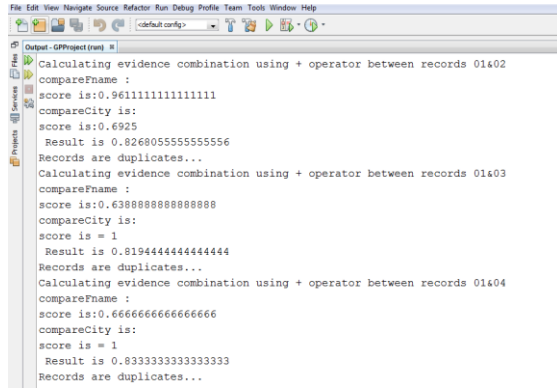 File Edit View Navigate Source Refactor Run Debug Profile Team Tools Window Help
<default config>
Output - GPProject (run)
Files
Services
Projects
Calculating evidence combination using + operator between records 01&02
compareFname :
score is:0.9611111111111111
compareCity is:
score is:0.6925
Result is 0.8268055555555556
Records are duplicates...
Calculating evidence combination using + operator between records 01&03
compareFname :
score is:0.6388888888888888
compareCity is:
score is = 1
Result is 0.8194444444444444
Records are duplicates...
Calculating evidence combination using + operator between records 01&04
compareFname :
score is:0.6666666666666666
compareCity is:
score is = 1
Result is 0.8333333333333333
Records are duplicates...